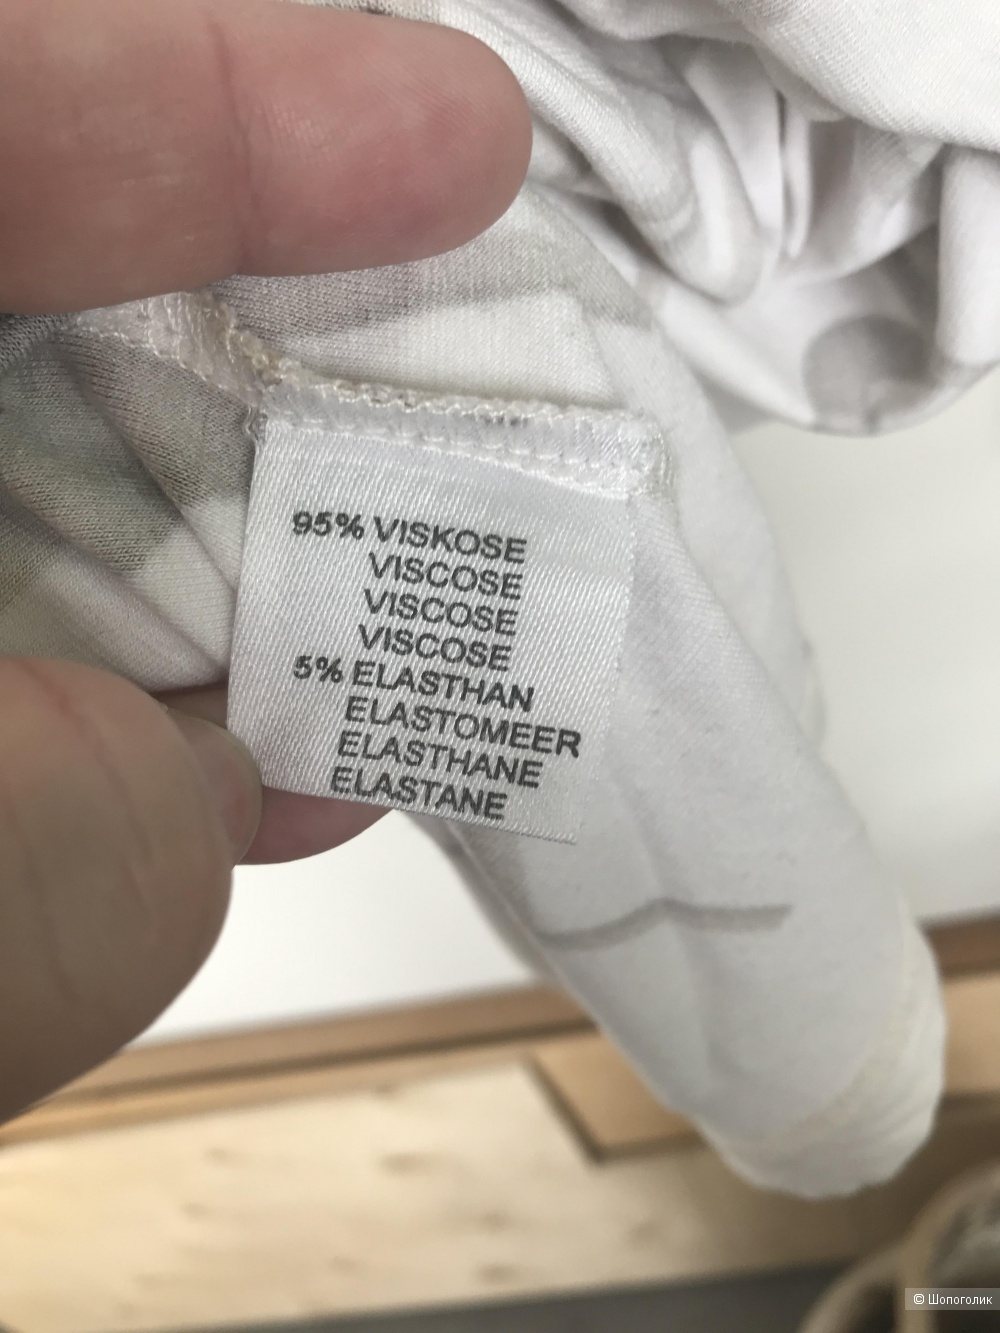 95% VISKOSE
VISCOSE
VISCOSE
VISCOSE
5% ELASTHAN
ELASTOMEER
ELASTHANE
ELASTANE
© Шопоголик